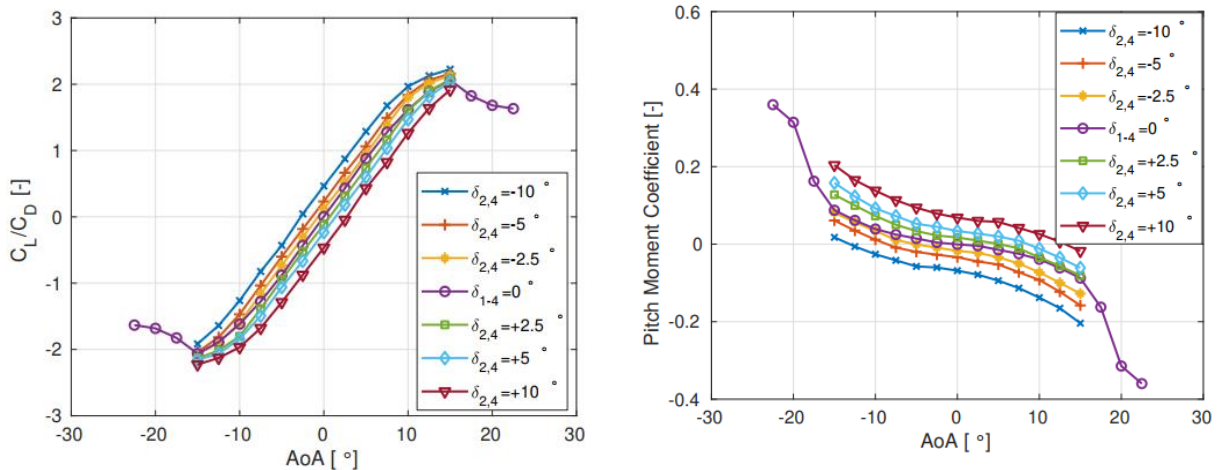 C_L/C_D [-]
3
2
1
0
-1
-2
-3
-30
-20
-10
0
10
20
30
AoA [°]
δ_2,4=-10 °
δ_2,4=-5 °
δ_2,4=-2.5 °
δ_1-4=0 °
δ_2,4=+2.5 °
δ_2,4=+5 °
δ_2,4=+10 °
Pitch Moment Coefficient [-]
0.6
0.4
0.2
0
-0.2
-0.4
-30
-20
-10
0
10
20
30
AoA [°]
δ_2,4=-10 °
δ_2,4=-5 °
δ_2,4=-2.5 °
δ_1-4=0 °
δ_2,4=+2.5 °
δ_2,4=+5 °
δ_2,4=+10 °